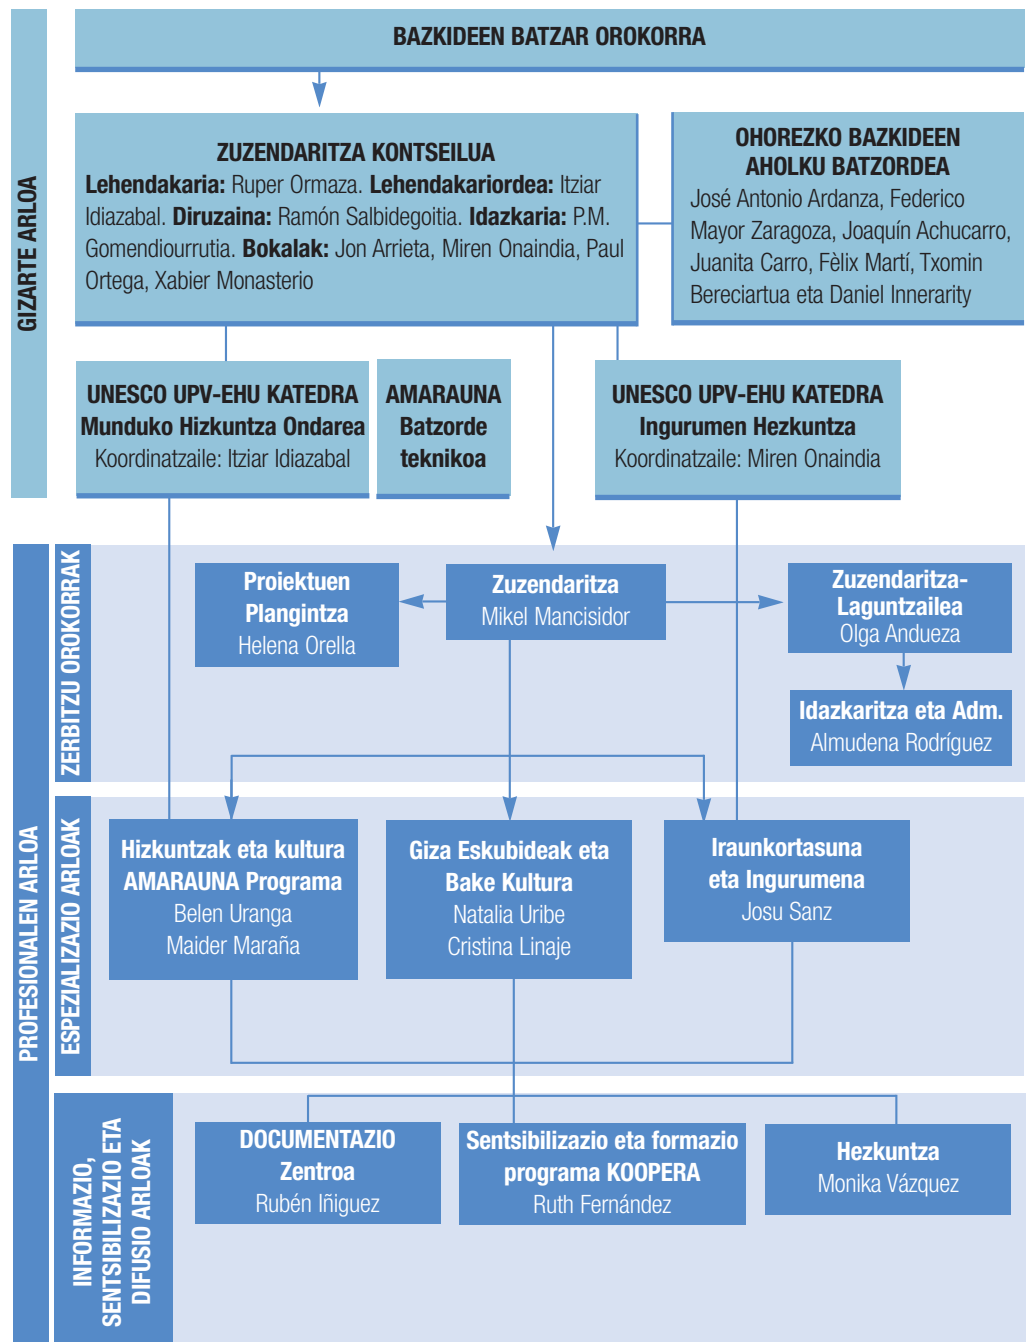 GIZARTE ARLOA
BAZKIDEEN BATZAR OROKORRA
ZUZENDARITZA KONTSEILUA
Lehendakaria: Ruper Ormaza. Lehendakariordea: Itziar
Idiazabal. Diruzaina: Ramón Salbidegoitia. Idazkaria: P.M.
Gomendiourrutia. Bokalak: Jon Arrieta, Miren Onaindia, Paul
Ortega, Xabier Monasterio
OHOREZKO BAZKIDEEN
AHOLKU BATZORDEA
José Antonio Ardanza, Federico
Mayor Zaragoza, Joaquín Achucarro,
Juanita Carro, Fèlix Martí, Txomin
Bereciartua eta Daniel Innerarity
UNESCO UPV-EHU KATEDRA
Munduko Hizkuntza Ondarea
Koordinatzaile: Itziar Idiazabal
AMARAUNA
Batzorde
teknikoa
UNESCO UPV-EHU KATEDRA
Ingurumen Hezkuntza
Koordinatzaile: Miren Onaindia
PROFESIONALEN ARLOA
ZERBITZU OROKORRAK
Proiektuen
Plangintza
Helena Orella
Zuzendaritza
Mikel Mancisidor
Zuzendaritza-
Laguntzailea
Olga Andueza
Idazkaritza eta Adm.
Almudena Rodríguez
ESPEZIALIZAZIO ARLOAK
Hizkuntzak eta kultura
AMARAUNA Programa
Belen Uranga
Maider Maraña
Giza Eskubideak eta
Bake Kultura
Natalia Uribe
Cristina Linaje
Iraunkortasuna
eta Ingurumena
Josu Sanz
INFORMAZIO,
SENTSIBILIZAZIO ETA
DIFUSIO ARLOAK
DOCUMENTAZIO
Zentroa
Rubén Iñiguez
Sentsibilizazio eta formazio
programa KOOPERA
Ruth Fernández
Hezkuntza
Monika Vázquez